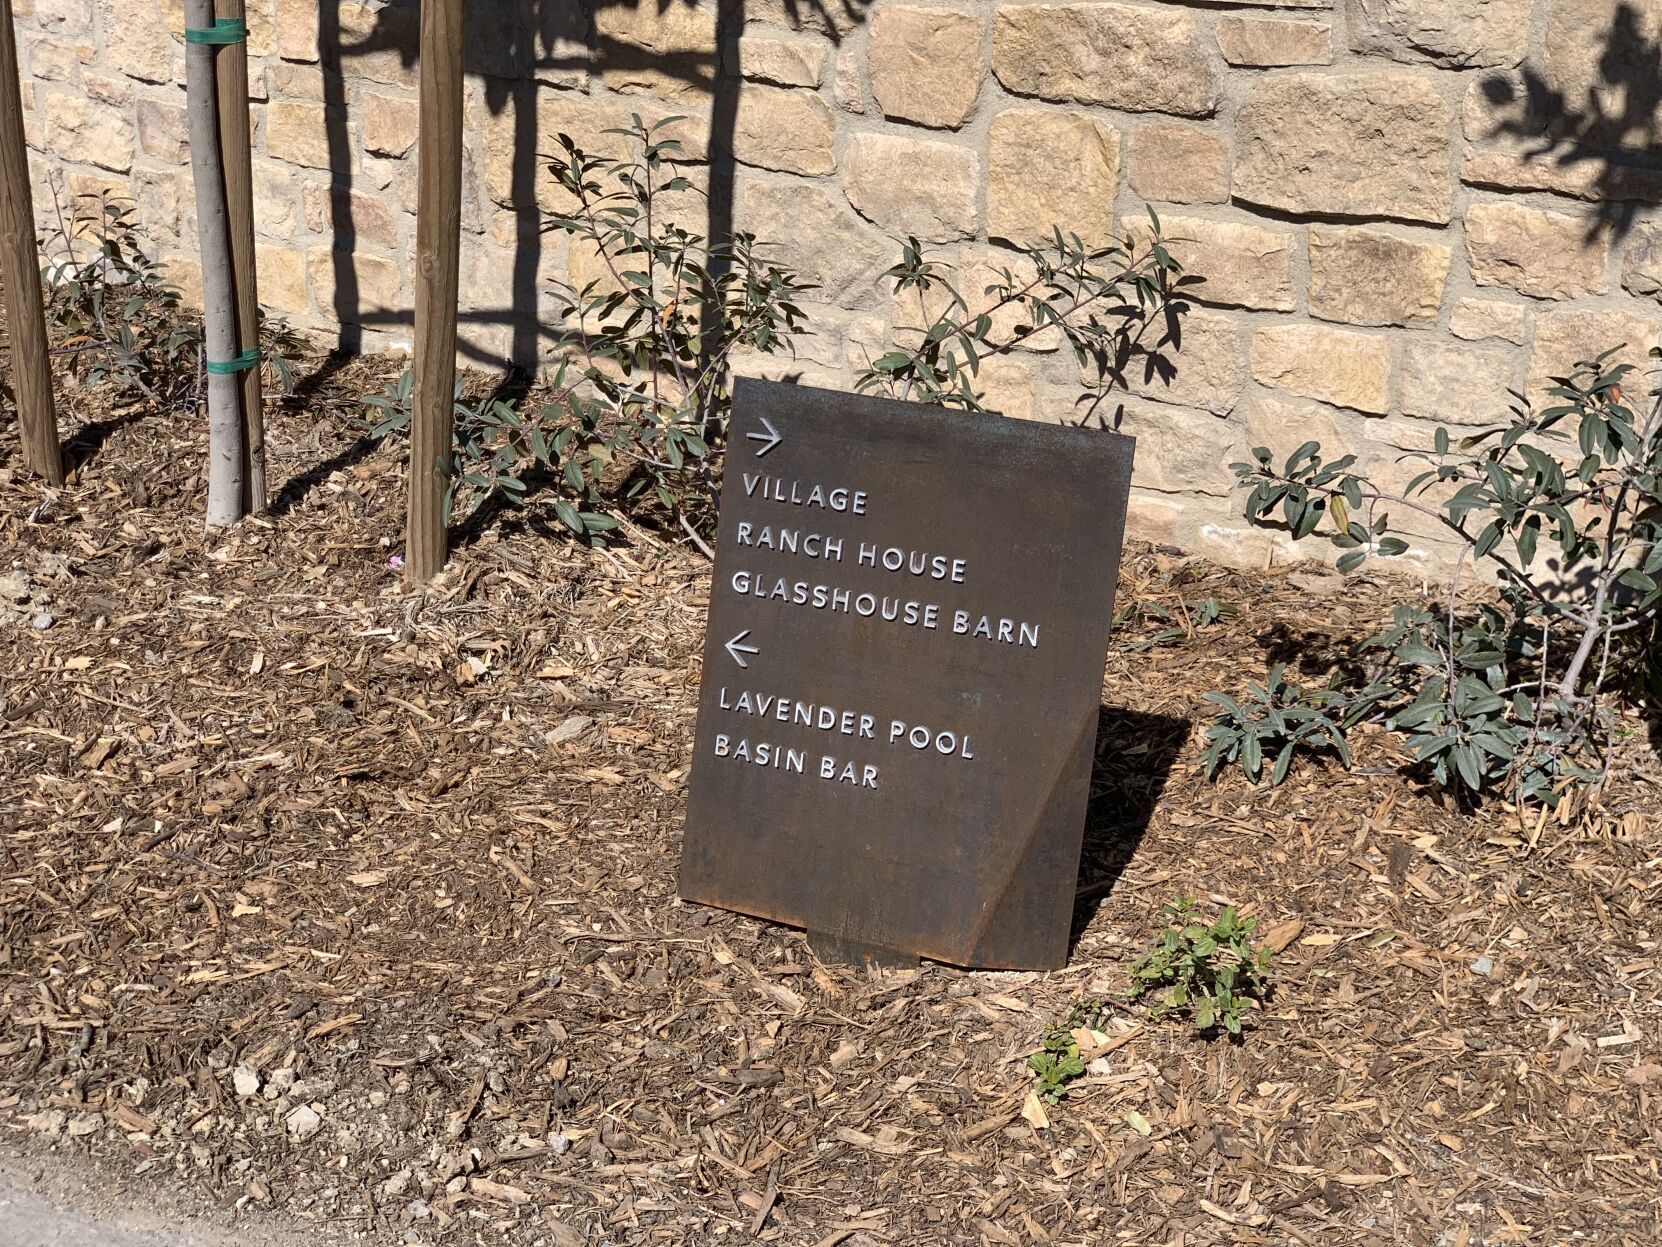 →
VILLAGE
RANCH HOUSE
GLASSHOUSE BARN
←
LAVENDER POOL
BASIN BAR